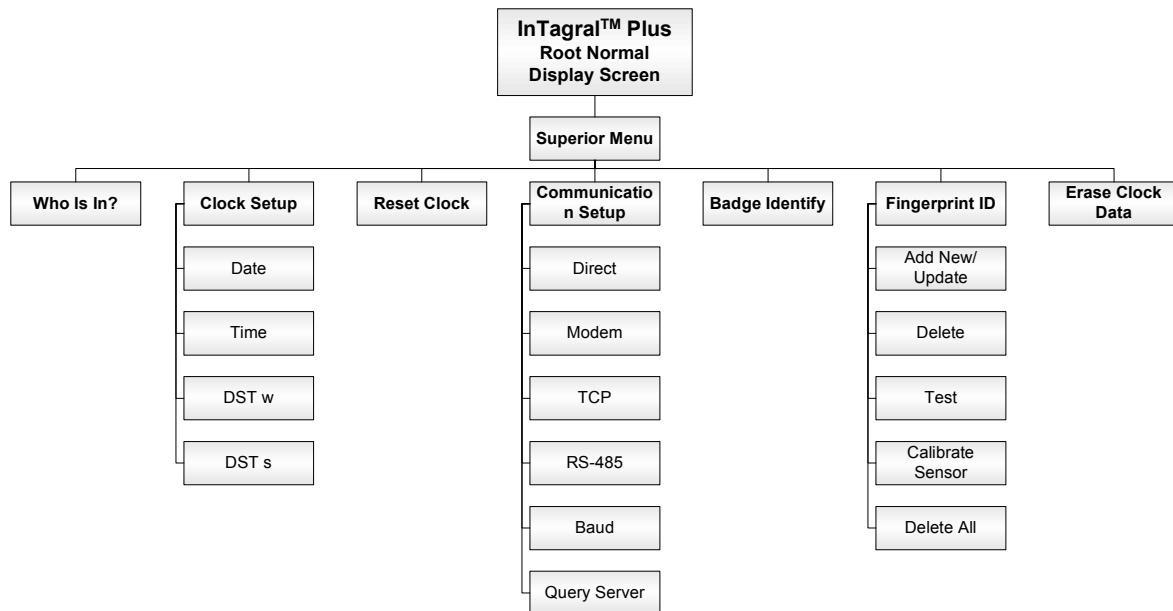 InTagral™ Plus
Root Normal
Display Screen
Superior Menu
Who Is In?
Clock Setup
Reset Clock
Communicatio
n Setup
Badge Identify
Fingerprint ID
Erase Clock
Data
Date
Time
DST w
DST s
Direct
Modem
TCP
RS-485
Baud
Query Server
Add New/
Update
Delete
Test
Calibrate
Sensor
Delete All